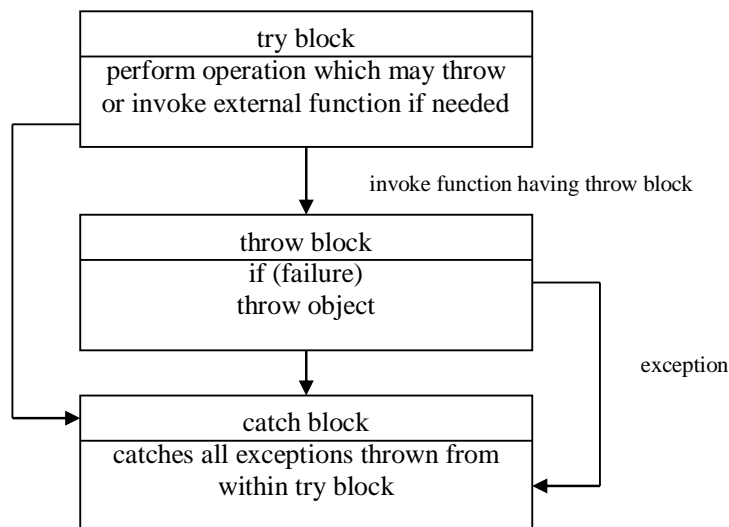 try block
perform operation which may throw
or invoke external function if needed
invoke function having throw block
throw block
if (failure)
throw object
exception
catch block
catches all exceptions thrown from
within try block